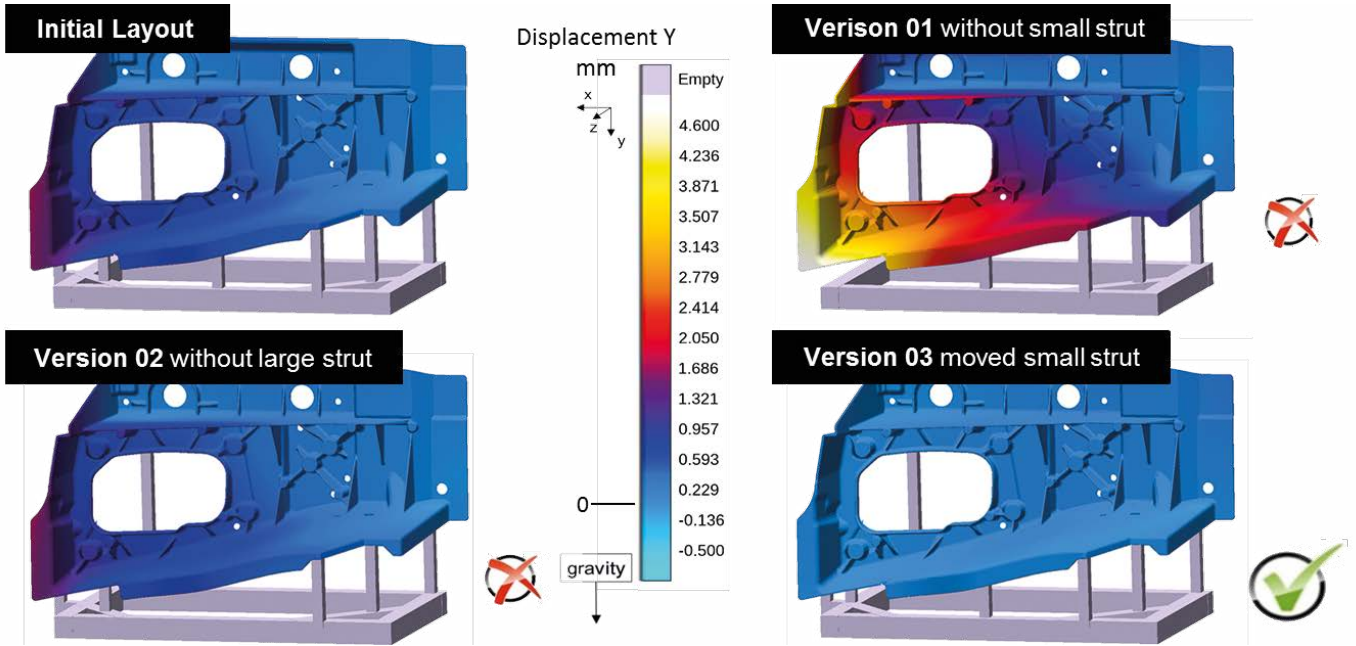 Initial Layout
Displacement Y
mm
x
z
y
Empty
4.600
4.236
3.871
3.507
3.143
2.779
2.414
2.050
1.686
1.321
0.957
0.593
0.229
-0.136
-0.500
0
gravity
Verison 01 without small strut
Version 02 without large strut
Version 03 moved small strut